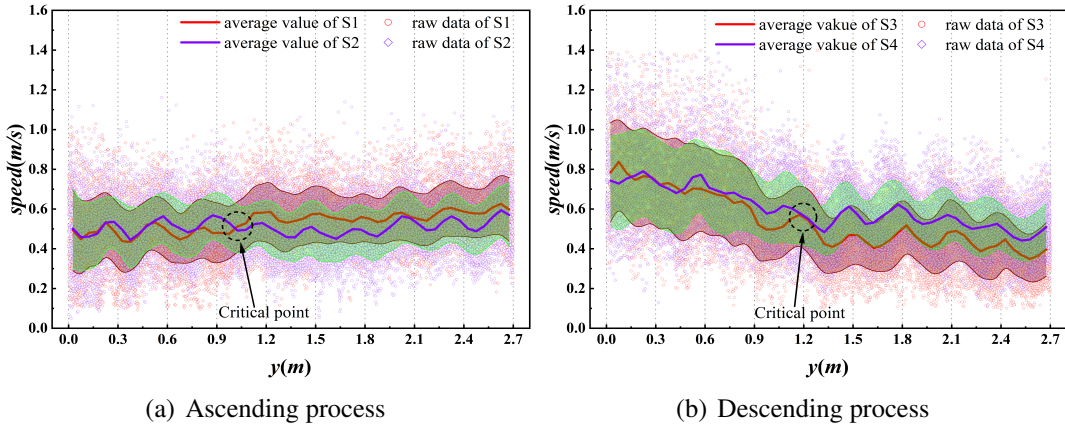 average value of S1 raw data of S1
average value of S2 raw data of S2
speed(m/s)
1.6
1.4
1.2
1.0
0.8
0.6
0.4
0.2
0.0
Critical point
0.0 0.3 0.6 0.9 1.2 1.5 1.8 2.1 2.4 2.7
y(m)
(a) Ascending process
average vakue of S3 raw data of S3
average vakue of S4 raw data of S4
speed(m/s)
1.6
1.4
1.2
1.0
0.8
0.6
0.4
0.2
0.0
Critical point
0.0 0.3 0.6 0.9 1.2 1.5 1.8 2.1 2.4 2.7
y(m)
(b) Descending process